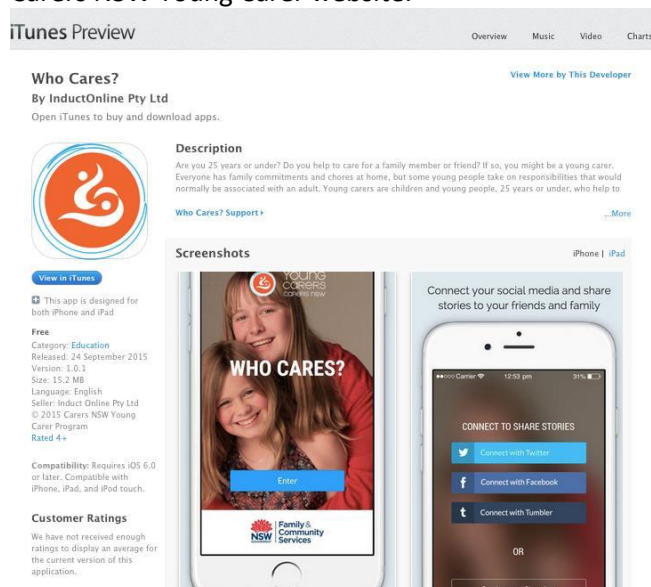 Carers NSW Young Carer website.
iTunes Preview
Overview Music Video Charts
Who Cares?
View More by This Developer
By InductOnline Pty Ltd
Open iTunes to buy and download apps.
Description
Are you 25 years or under? Do you help to care for a family member or friend? If so, you might be a young carer.
Everyone has family commitments and chores at home, but some young people take on responsibilities that would
normally be associated with an adult. Young carers are children and young people, 25 years or under, who help to
Who Cares? Support
...More
View in iTunes
This app is designed for
both iPhone and iPad
Free
Category: Education
Released: 24 September 2015
Version: 1.0.1
Size: 15.2 MB
Language: English
Seller: Induct Online Pty Ltd
© 2015 Carers NSW Young
Carer Program
Rated 4+
Compatibility: Requires iOS 6.0
or later. Compatible with
iPhone, iPad, and iPod touch.
Customer Ratings
We have not received enough
ratings to display an average for
the current version of this
application.
Screenshots
iPhone | iPad
YOUNG
CARERS
carers nsw
WHO CARES?
Enter
NSW
Family &
Community
Services
Connect your social media and share
stories to your friends and family
Carrier 12:53 pm 31%
CONNECT TO SHARE STORIES
Connect with Twitter
Connect with Facebook
Connect with Tumbler
OR